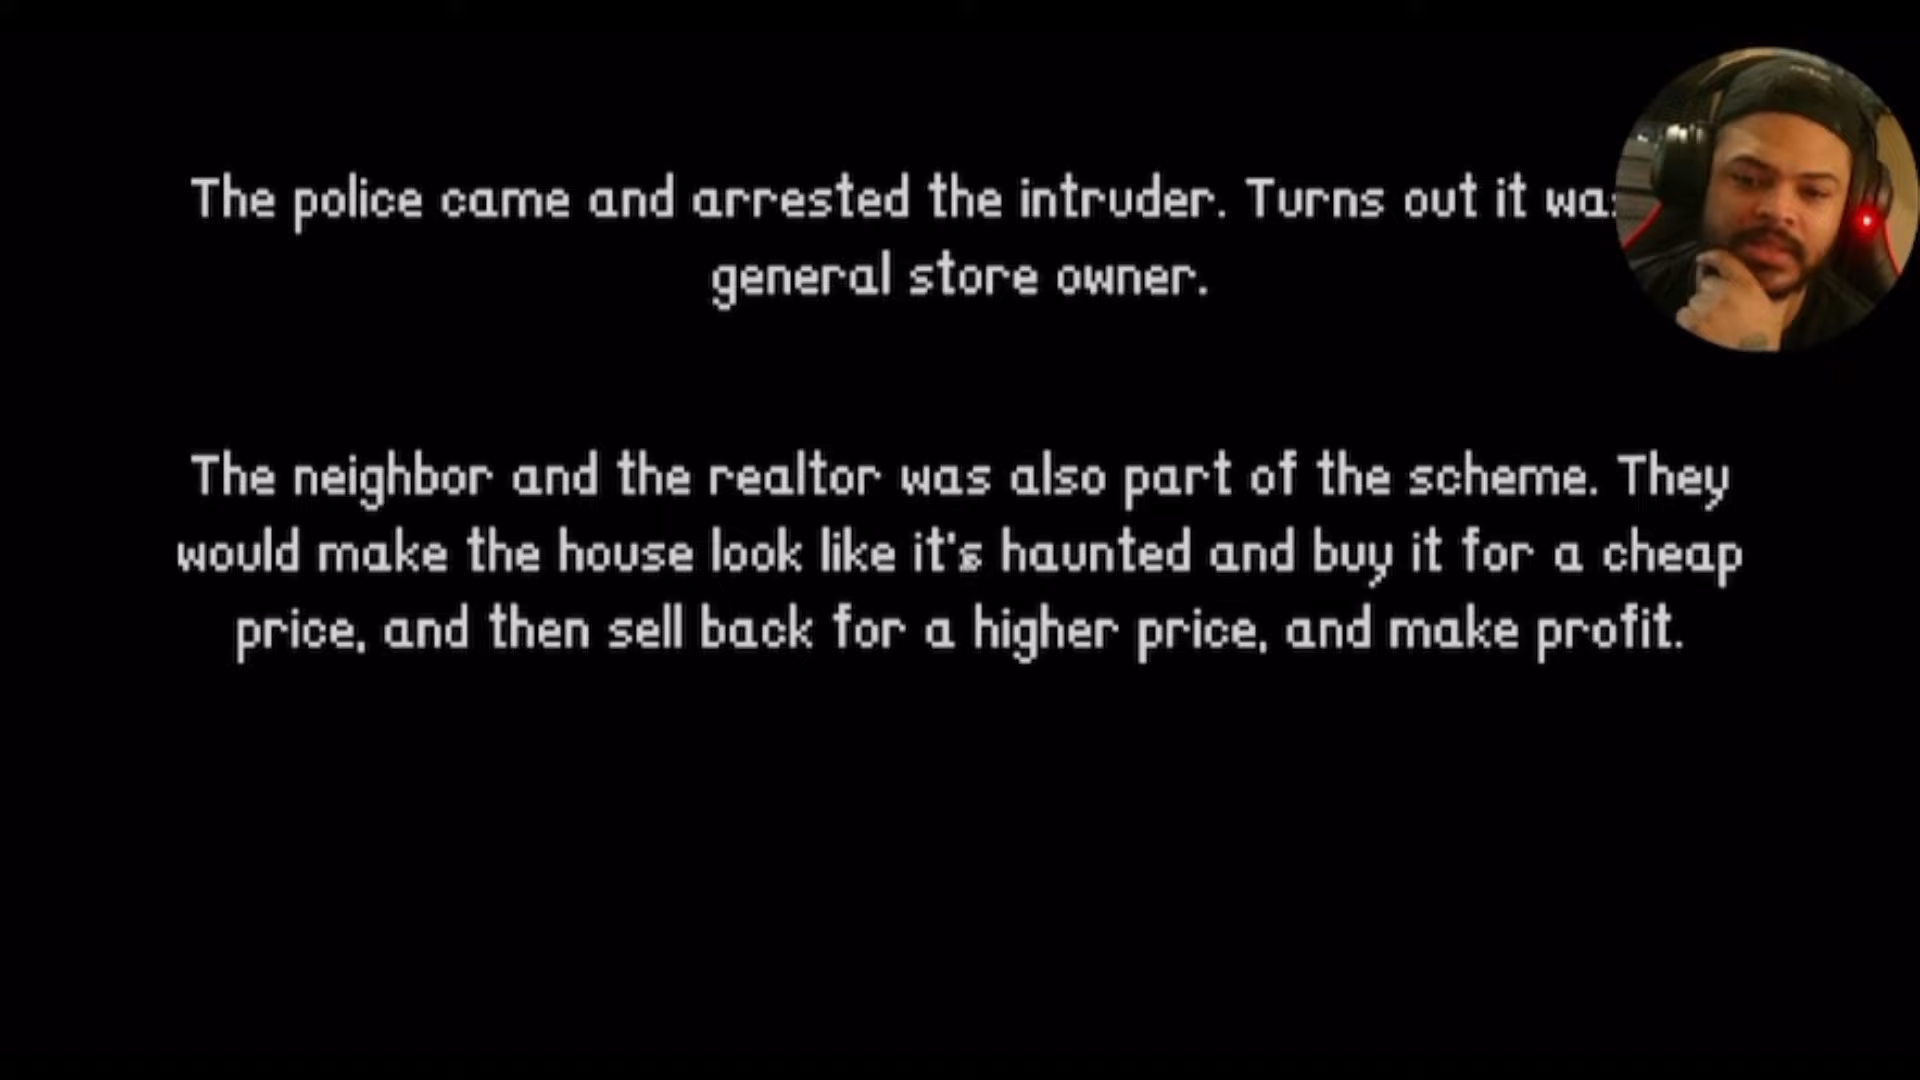 The police came and arrested the intruder. Turns out it was
general store owner.
The neighbor and the realtor was also part of the scheme. They
would make the house look like it's haunted and buy it for a cheap
price, and then sell back for a higher price, and make profit.